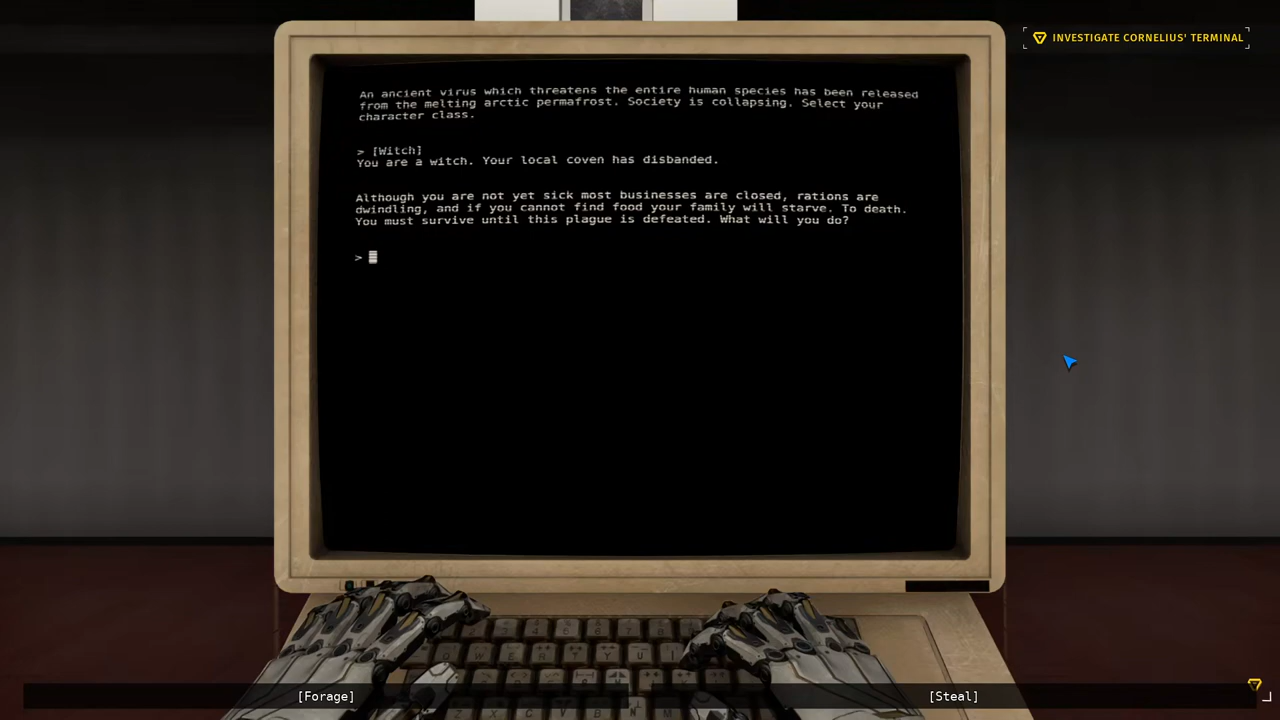 INVESTIGATE CORNELIUS' TERMINAL
An ancient virus which threatens the entire human species has been released
from the melting arctic permafrost. Society is collapsing. Select your
character class.
> [Witch]
You are a witch. Your local coven has disbanded.
Although you are not yet sick most businesses are closed, rations are
dwindling, and if you cannot find food your family will starve. To death.
You must survive until this plague is defeated. What will you do?
>
[Forage] [Steal]